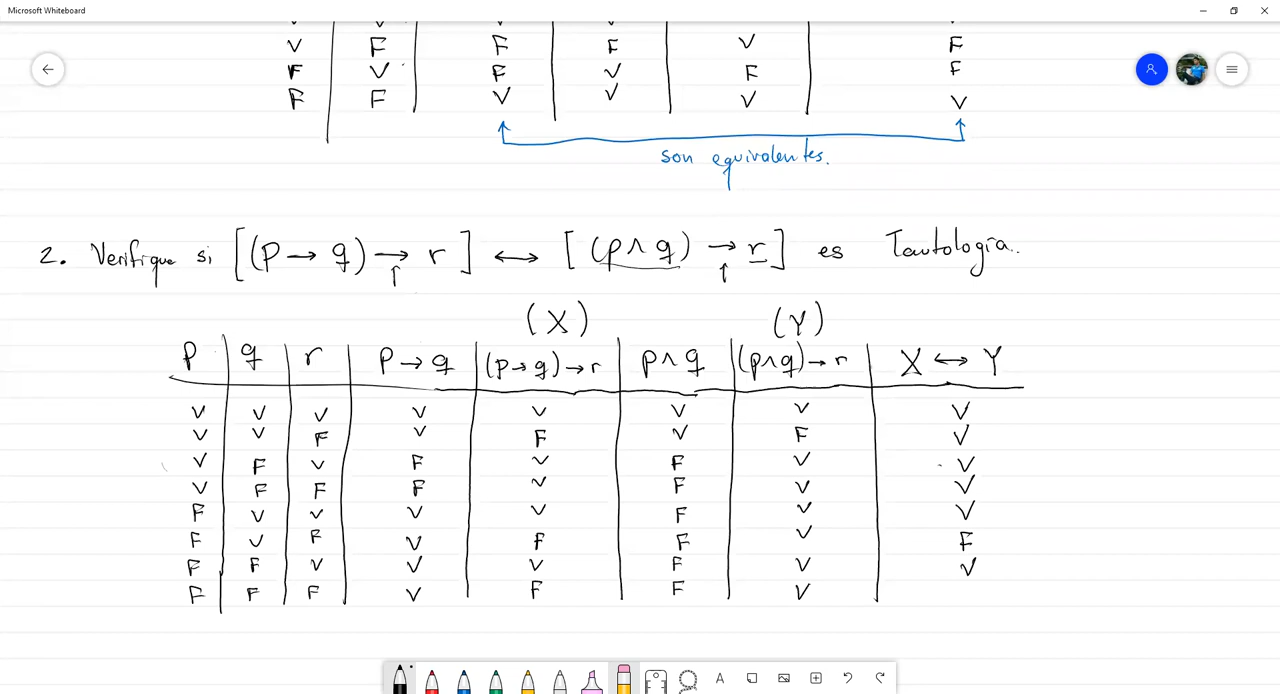 Microsoft Whiteboard
V F F F V F
F V F V F F
F F V V V V
son equivalentes.
2. Verifique si [(p → q) → r] ↔ [(p ∧ q) → r] es Tautología.
(X) (Y)
p q r p → q (p → q) → r p ∧ q (p ∧ q) → r X ↔ Y
V V V V V V V V
V V F V F V F V
V F V F V F V V
V F F F V F V V
F V V V V F V V
F V F V F F V F
F F V V V F V V
F F F V F F V
A